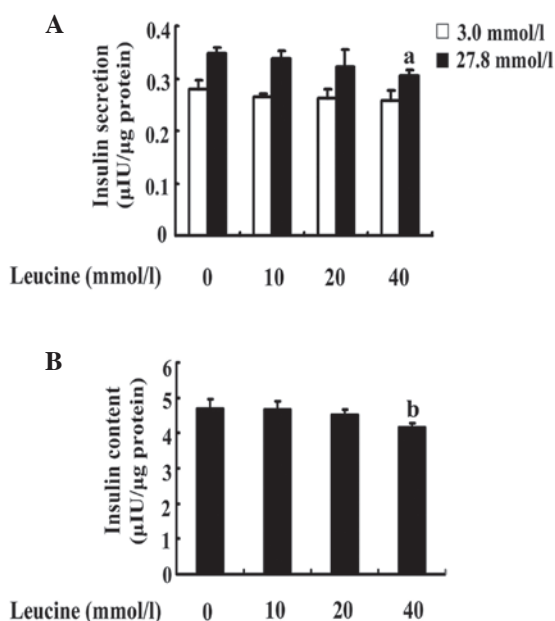 A
3.0 mmol/l
27.8 mmol/l
Insulin secretion
(µIU/µg protein)
0.4
0.3
0.2
0.1
0
a
Leucine (mmol/l) 0 10 20 40
B
Insulin content
(µIU/µg protein)
6
5
4
3
2
1
0
b
Leucine (mmol/l) 0 10 20 40